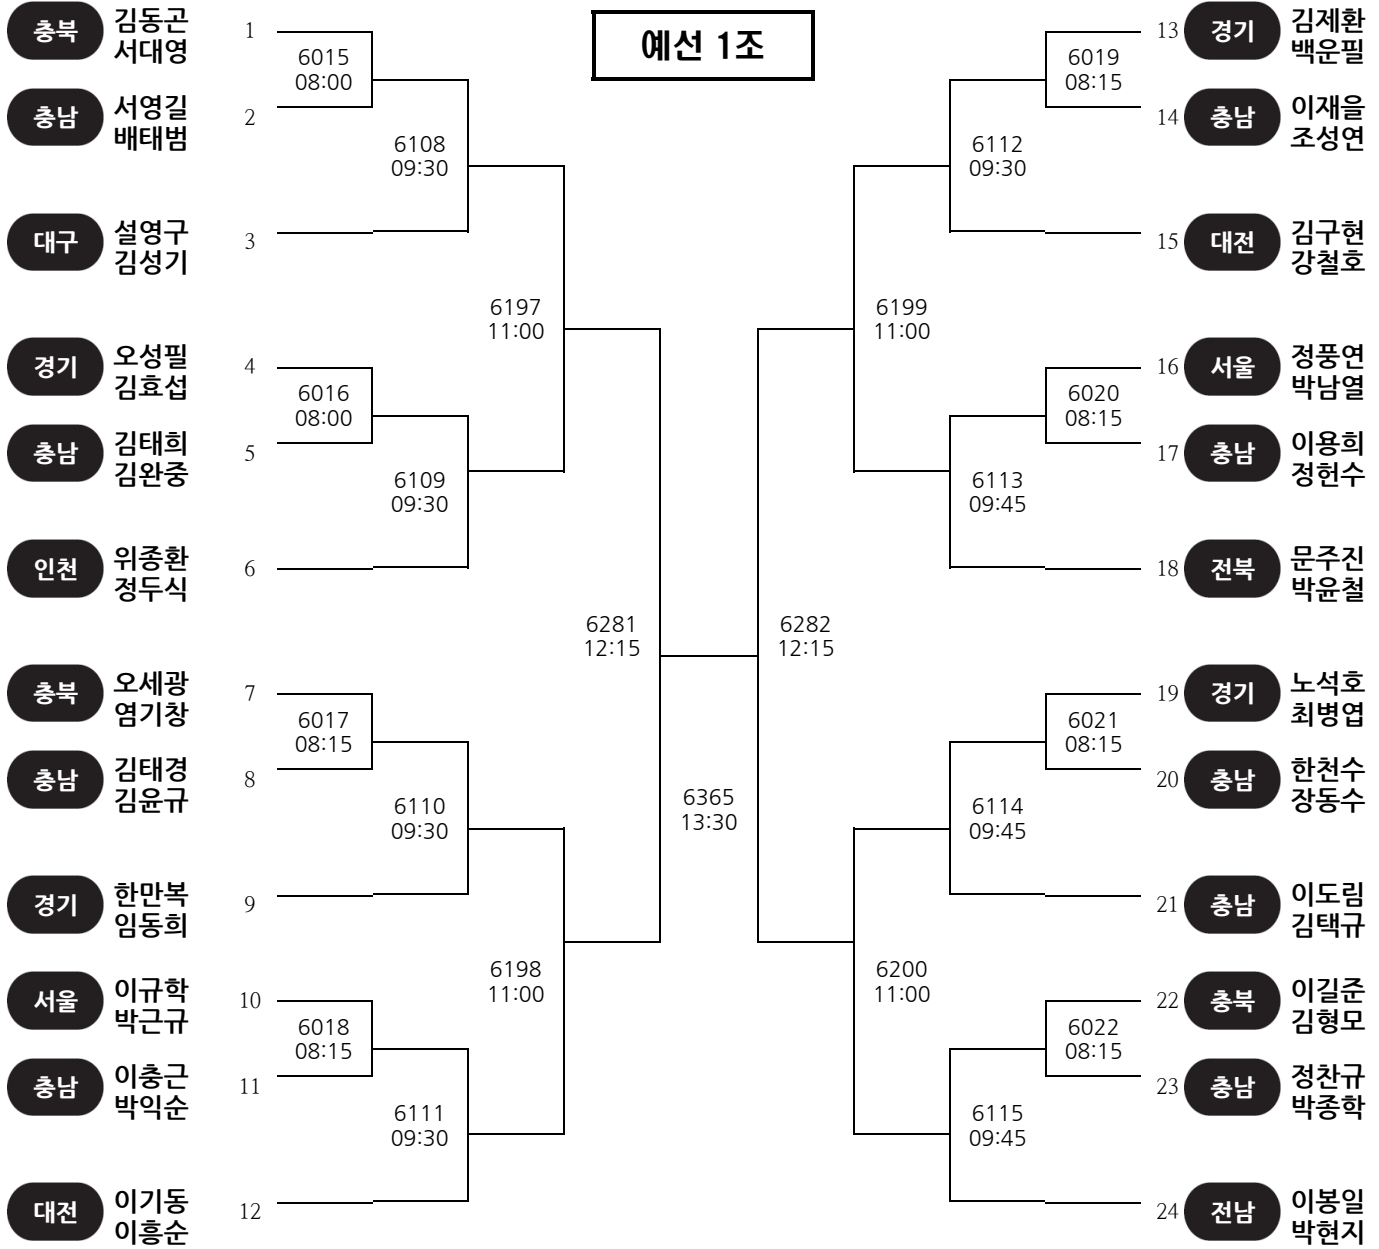 예선 1조
충북
김동곤
서대영
1
6015
08:00
충남
서영길
배태범
2
6108
09:30
대구
설영구
김성기
3
6197
11:00
경기
오성필
김효섭
4
6016
08:00
충남
김태희
김완중
5
6109
09:30
인천
위종환
정두식
6
6281
12:15
충북
오세광
염기창
7
6017
08:15
충남
김태경
김윤규
8
6110
09:30
경기
한만복
임동희
9
6198
11:00
서울
이규학
박근규
10
6018
08:15
충남
이충근
박익순
11
6111
09:30
대전
이기동
이흥순
12
6365
13:30
13
경기
김제환
백운필
6019
08:15
14
충남
이재을
조성연
6112
09:30
15
대전
김구현
강철호
6199
11:00
16
서울
정풍연
박남열
6020
08:15
17
충남
이용희
정헌수
6113
09:45
18
전북
문주진
박윤철
6282
12:15
19
경기
노석호
최병엽
6021
08:15
20
충남
한천수
장동수
6114
09:45
21
충남
이도림
김택규
6200
11:00
22
충북
이길준
김형모
6022
08:15
23
충남
정찬규
박종학
6115
09:45
24
전남
이봉일
박현지